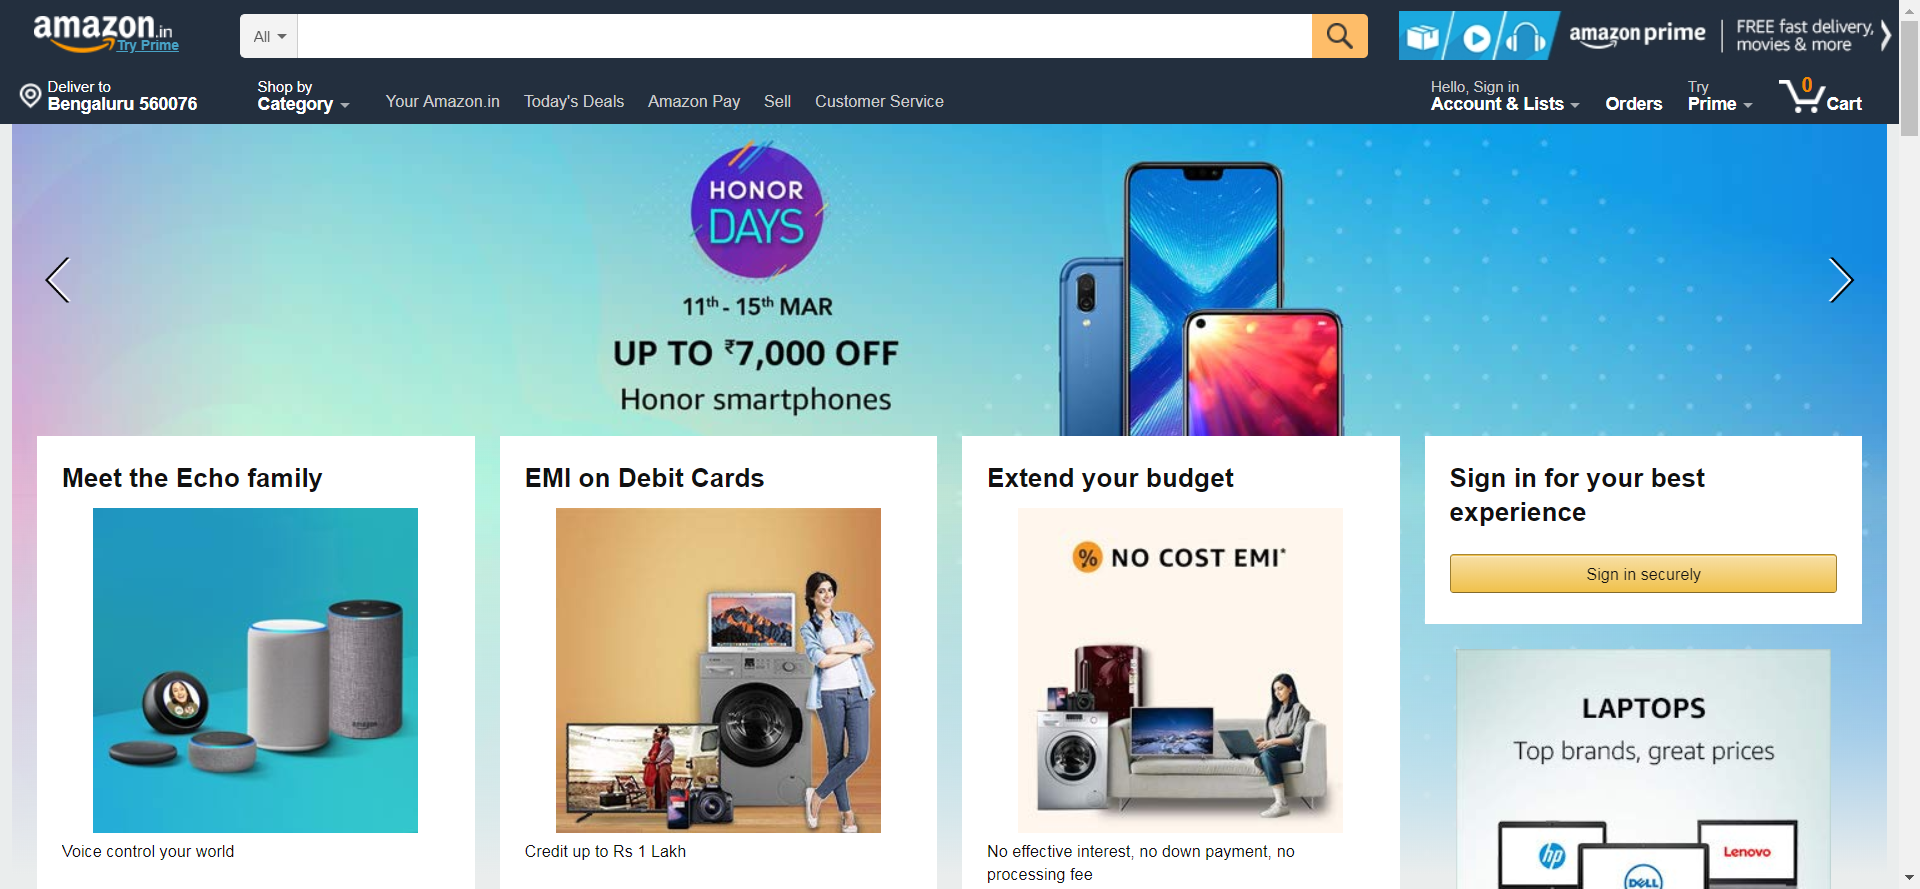 amazon.in
Try Prime
All
amazon prime
FREE fast delivery,
movies & more
Deliver to
Bengaluru 560076
Shop by
Category
Your Amazon.in
Today's Deals
Amazon Pay
Sell
Customer Service
Hello, Sign in
Account & Lists
Orders
Try
Prime
0
Cart
HONOR
DAYS
11th - 15th MAR
UP TO ₹7,000 OFF
Honor smartphones
Meet the Echo family
amazon
Voice control your world
EMI on Debit Cards
Credit up to Rs 1 Lakh
Extend your budget
% NO COST EMI*
No effective interest, no down payment, no
processing fee
Sign in for your best
experience
Sign in securely
LAPTOPS
Top brands, great prices
hp
DELL
Lenovo